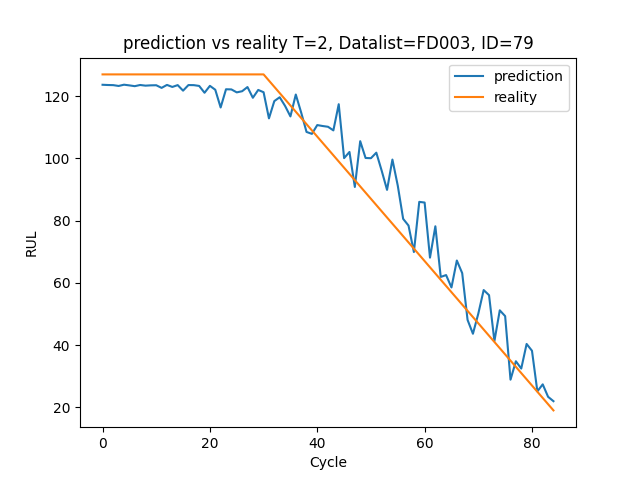 prediction vs reality T=2, Datalist=FD003, ID=79
prediction
reality
120
100
80
60
40
20
RUL
0
20
40
60
80
Cycle